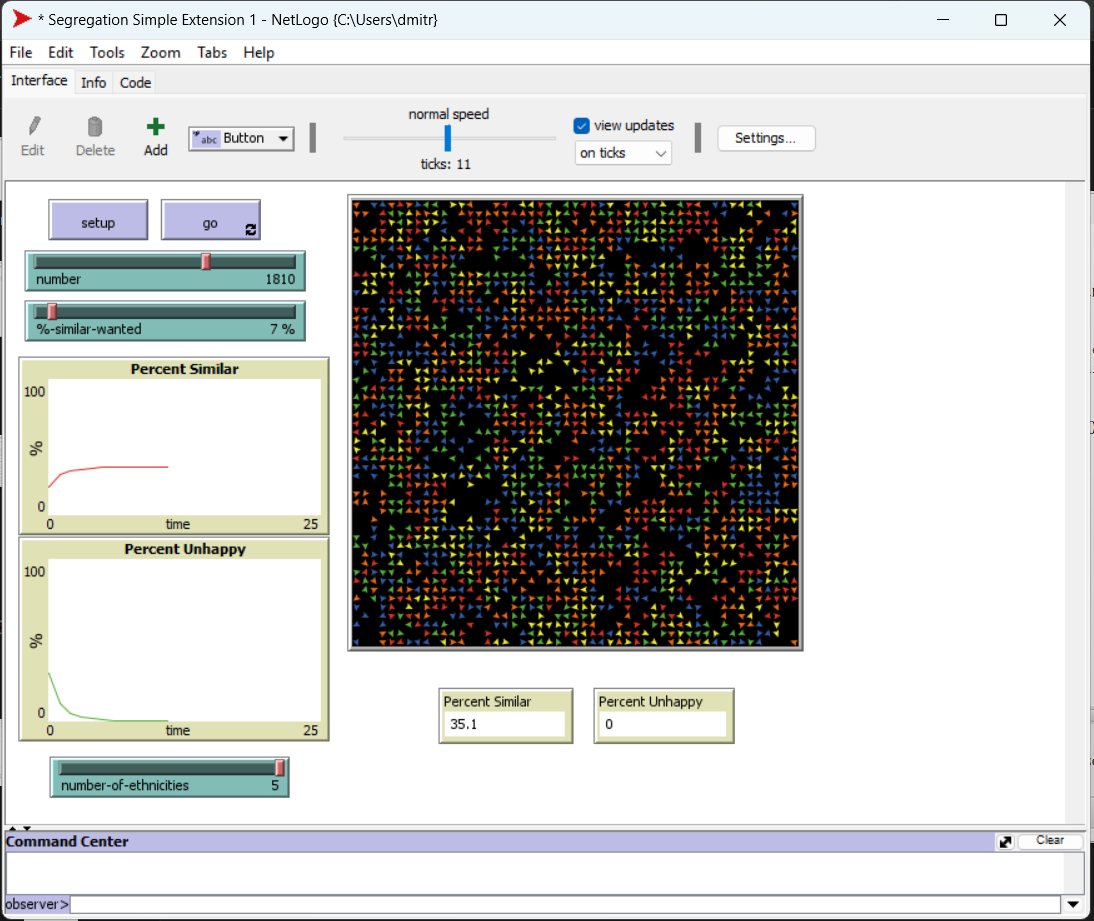 * Segregation Simple Extension 1 - NetLogo {C:\Users\dmitr}
File Edit Tools Zoom Tabs Help
Interface Info Code
Edit Delete Add
abc Button
normal speed
ticks: 11
view updates
on ticks
Settings...
setup go
number 1810
%-similar-wanted 7 %
Percent Similar
100
%
0
0 time 25
Percent Unhappy
100
%
0
0 time 25
number-of-ethnicities 5
Percent Similar
35.1
Percent Unhappy
0
Command Center Clear
observer>